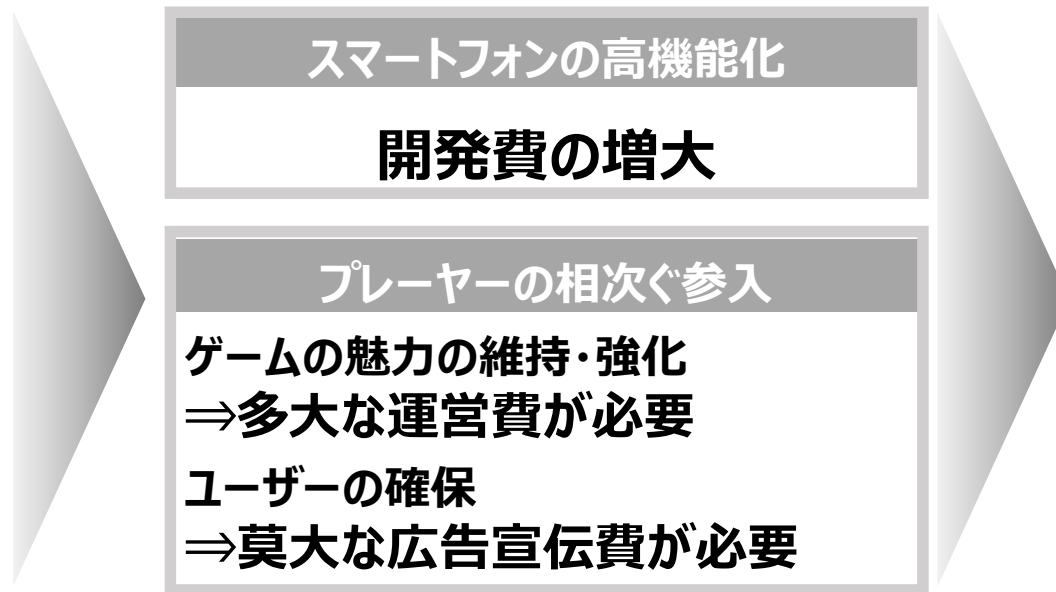 スマートフォンの高機能化
開発費の増大
プレーヤーの相次ぐ参入
ゲームの魅力の維持・強化
⇒多大な運営費が必要
ユーザーの確保
⇒莫大な広告宣伝費が必要